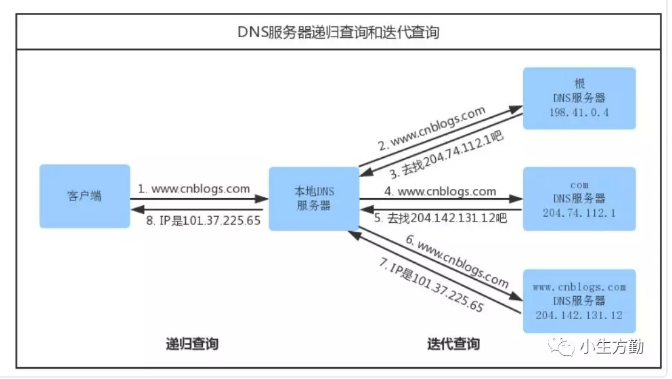 DNS服务器递归查询和迭代查询
根
DNS服务器
198.41.0.4
2. www.cnblogs.com
3. 去找204.74.112.1吧
客户端
1. www.cnblogs.com
8. IP是101.37.225.65
本地DNS
服务器
4. www.cnblogs.com
5. 去找204.142.131.12吧
com
DNS服务器
204.74.112.1
6. www.cnblogs.com
7. IP是101.37.225.65
www.cnblogs.com
DNS服务器
204.142.131.12
递归查询
迭代查询
小生方勤